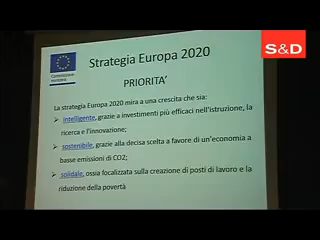 S&D
Strategia Europa 2020
Commissione
europea
PRIORITA'
La strategia Europa 2020 mira a una crescita che sia:
intelligente, grazie a investimenti più efficaci nell'istruzione, la
ricerca e l'innovazione;
sostenibile, grazie alla decisa scelta a favore di un'economia a
basse emissioni di CO2;
solidale, ossia focalizzata sulla creazione di posti di lavoro e la
riduzione della povertà